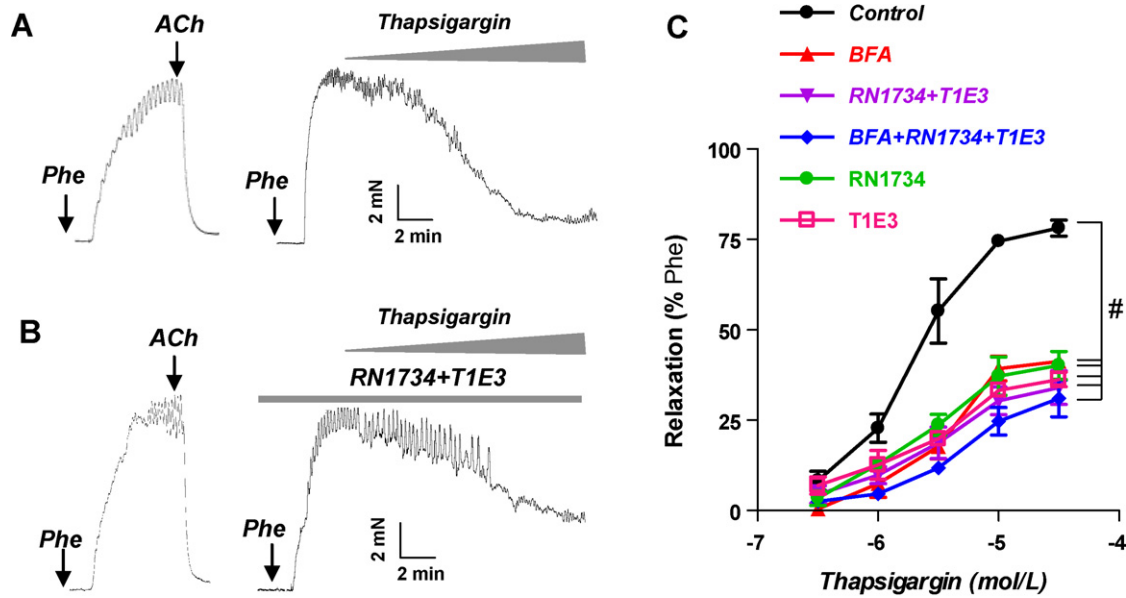 A
ACh
Phe
Thapsigargin
Phe
2 mN
2 min
B
ACh
Phe
Thapsigargin
RN1734+T1E3
Phe
2 mN
2 min
C
Control
BFA
RN1734+T1E3
BFA+RN1734+T1E3
RN1734
T1E3
Relaxation (% Phe)
100
75
50
25
0
#
-7
-6
-5
-4
Thapsigargin (mol/L)